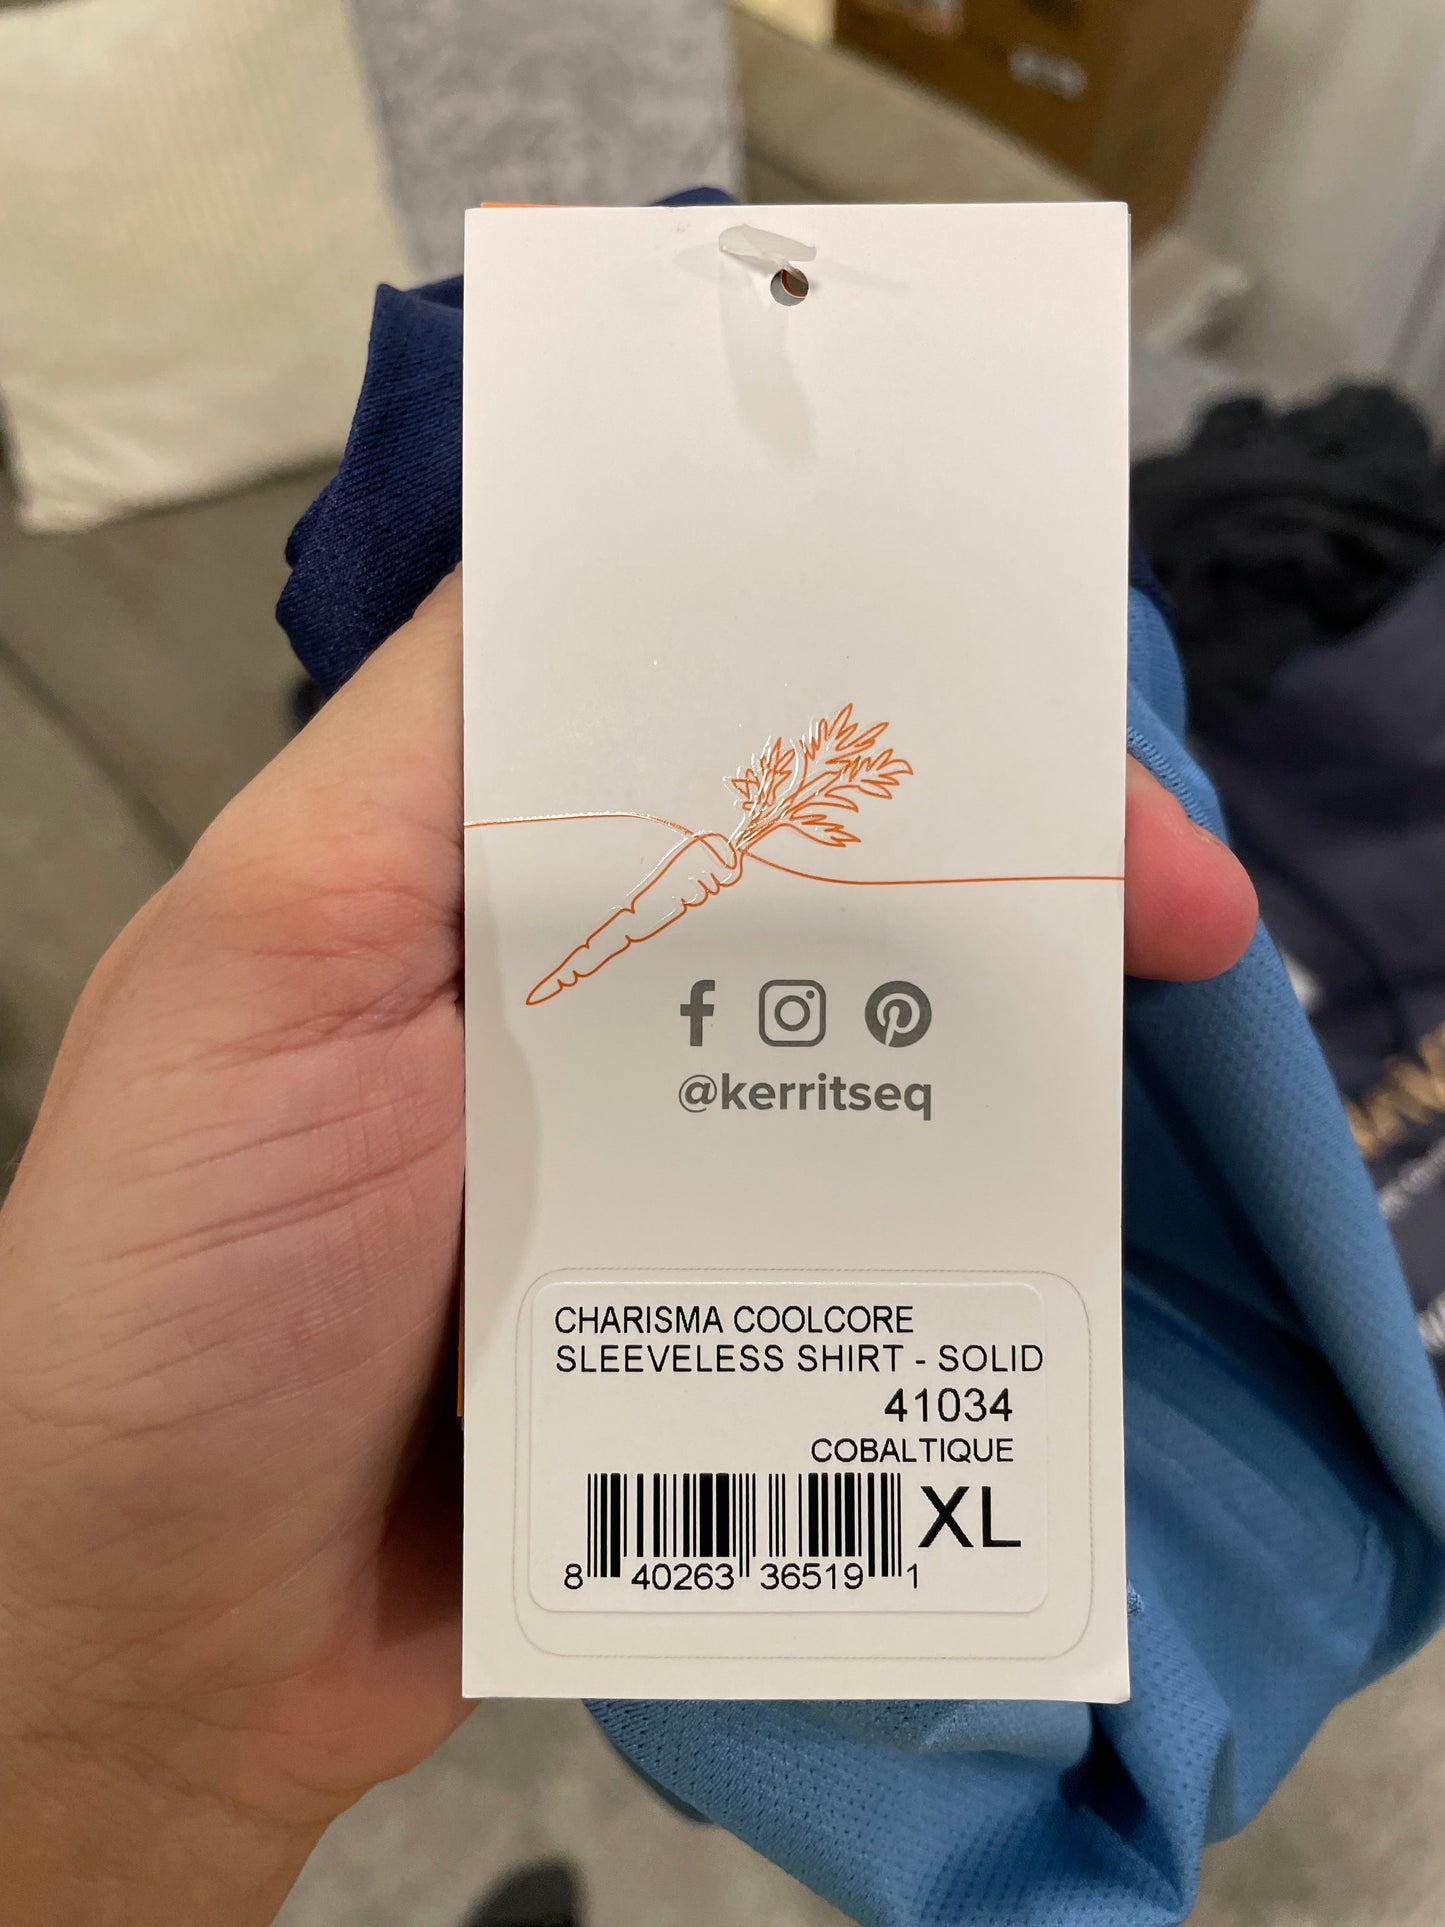 @kerritseq
CHARISMA COOLCORE
SLEEVELESS SHIRT - SOLID
41034
COBALTIQUE
XL
8 40263 36519 1